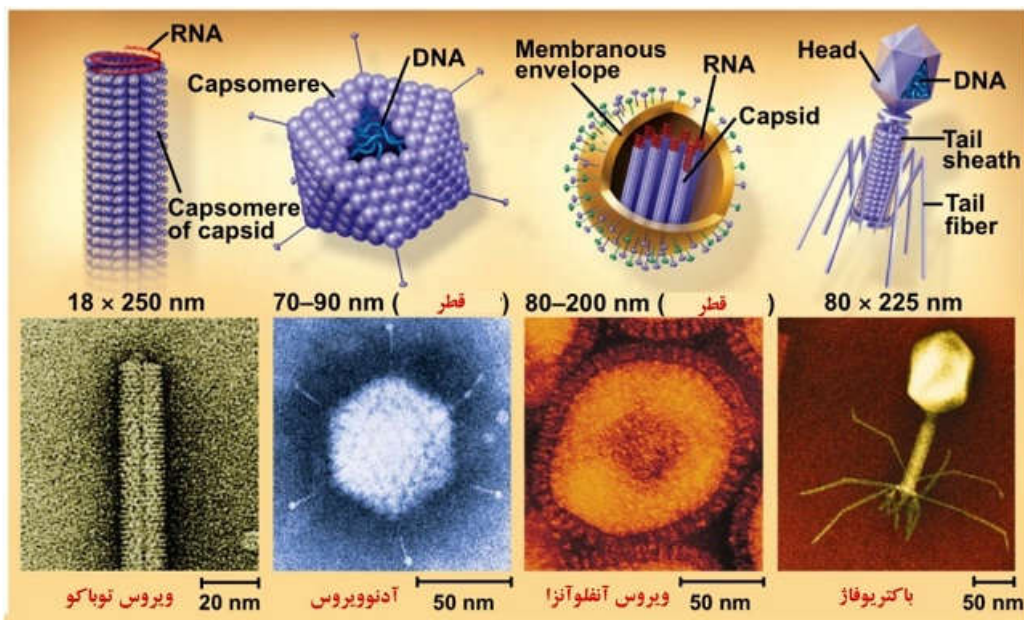 RNA
Capsomere
of capsid
18 × 250 nm
20 nm
ویروس توباکو
Capsomere
DNA
70–90 nm ( قطر )
50 nm
آدنوویروس
Membranous
envelope
RNA
Capsid
80–200 nm ( قطر )
50 nm
ویروس آنفلوآنزا
Head
DNA
Tail
sheath
Tail
fiber
80 × 225 nm
50 nm
باکتریوفاژ